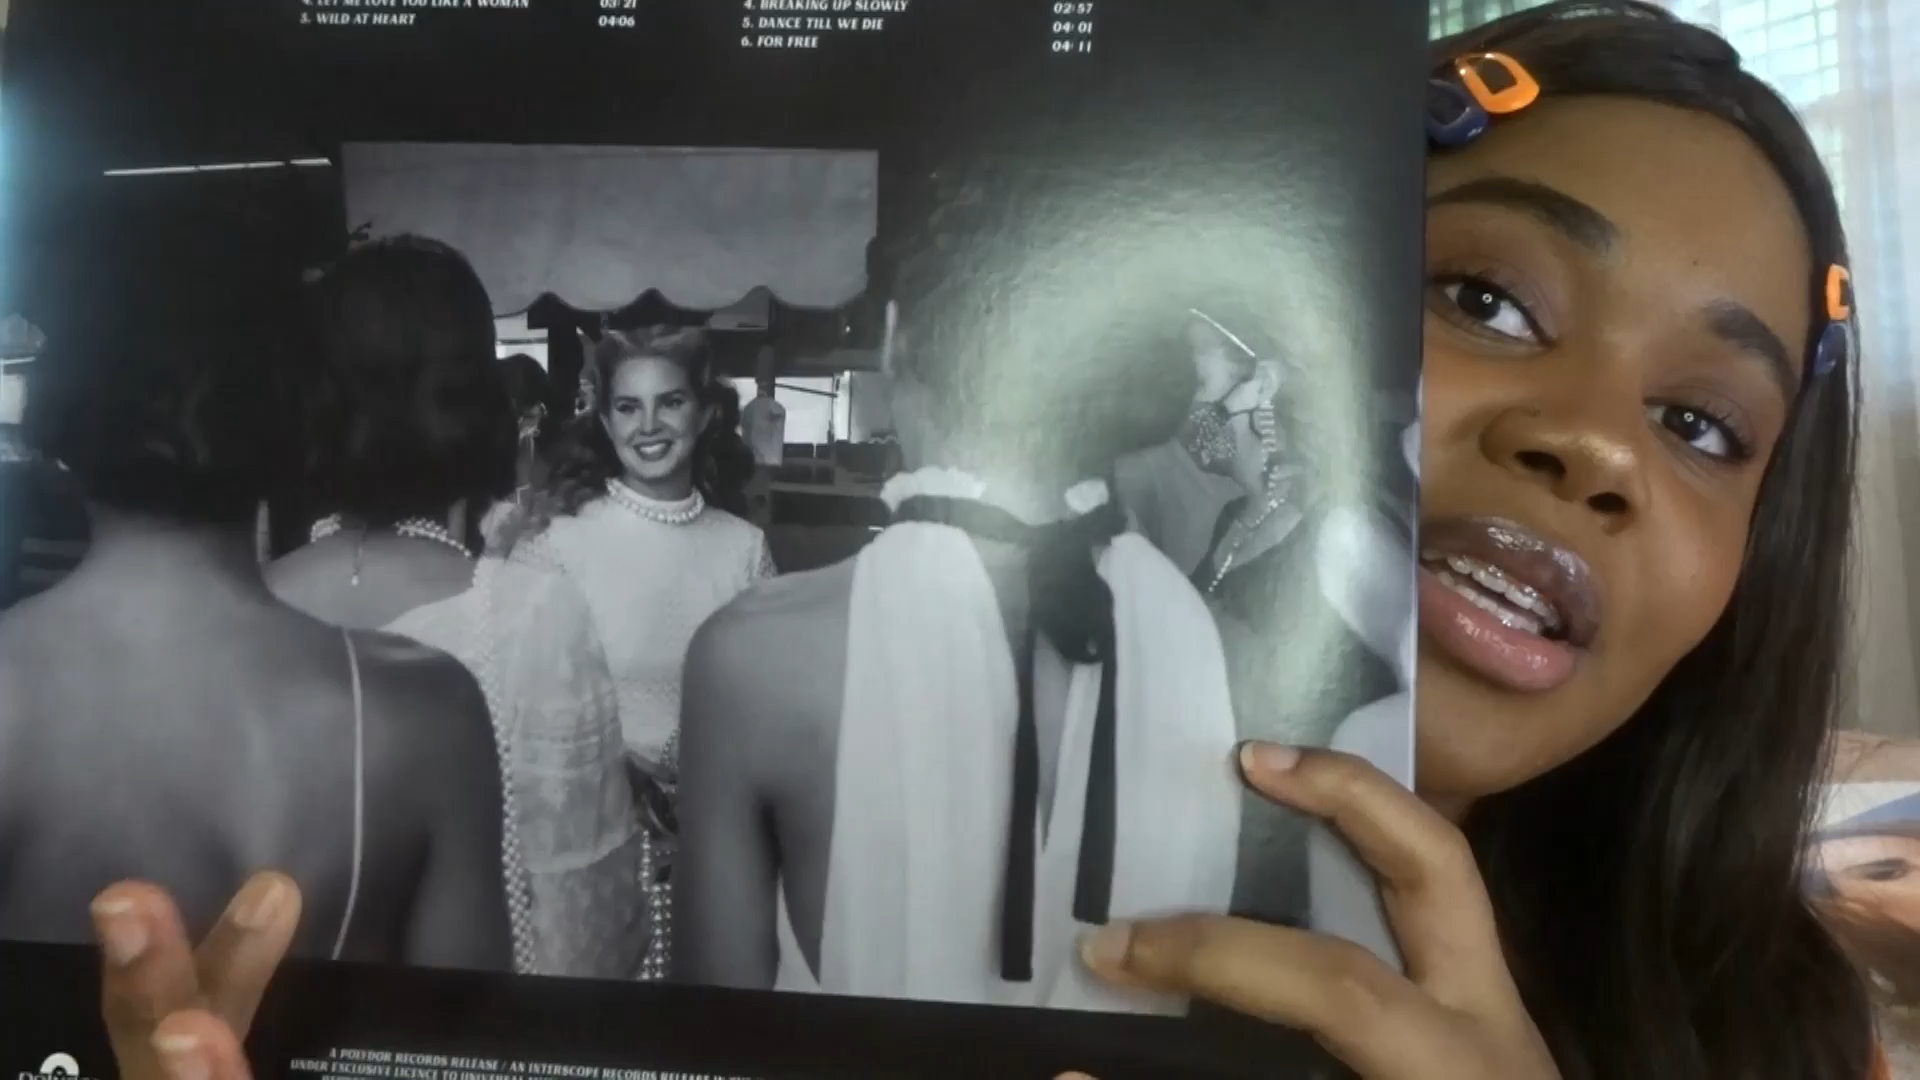 4. LET ME LOVE YOU LIKE A WOMAN 03:21
5. WILD AT HEART 04:06
4. BREAKING UP SLOWLY 02:57
5. DANCE TILL WE DIE 04:01
6. FOR FREE 04:11
A POLYDOR RECORDS RELEASE / AN INTERSCOPE RECORDS RELEASE IN
UNDER EXCLUSIVE LICENCE TO